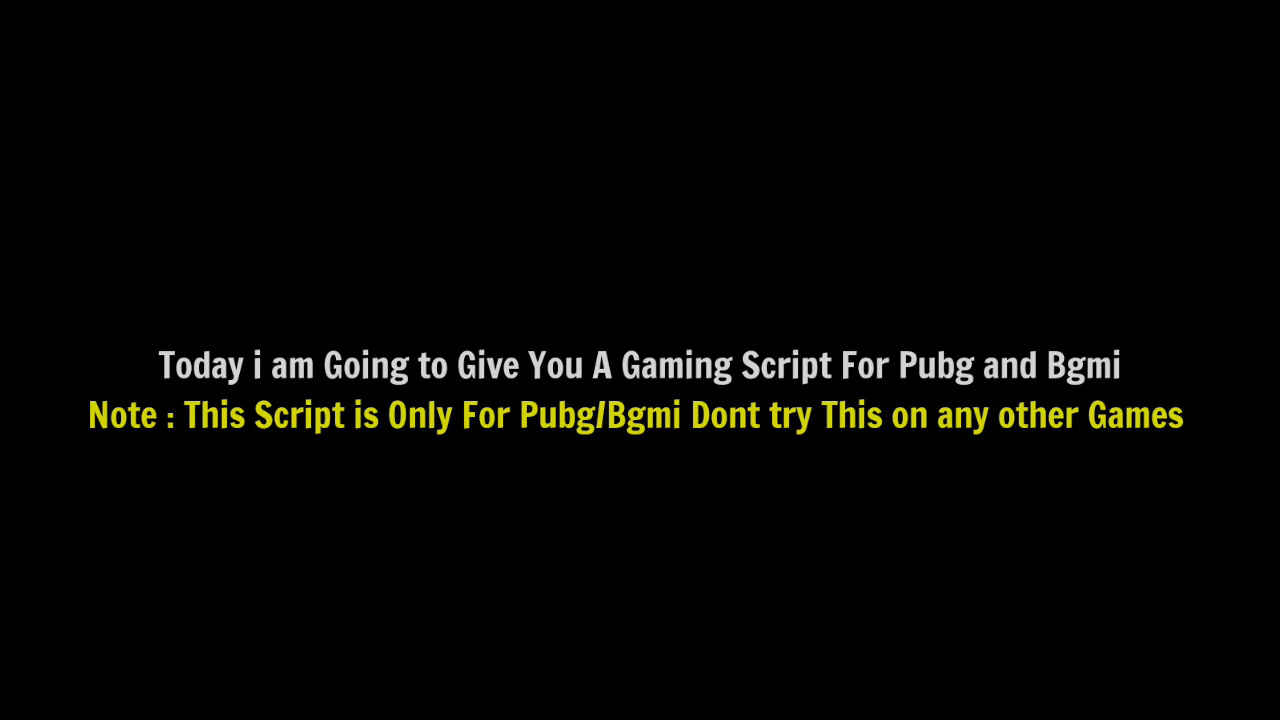 Today i am Going to Give You A Gaming Script For Pubg and Bgmi
Note : This Script is Only For Pubg/Bgmi Dont try This on any other Games